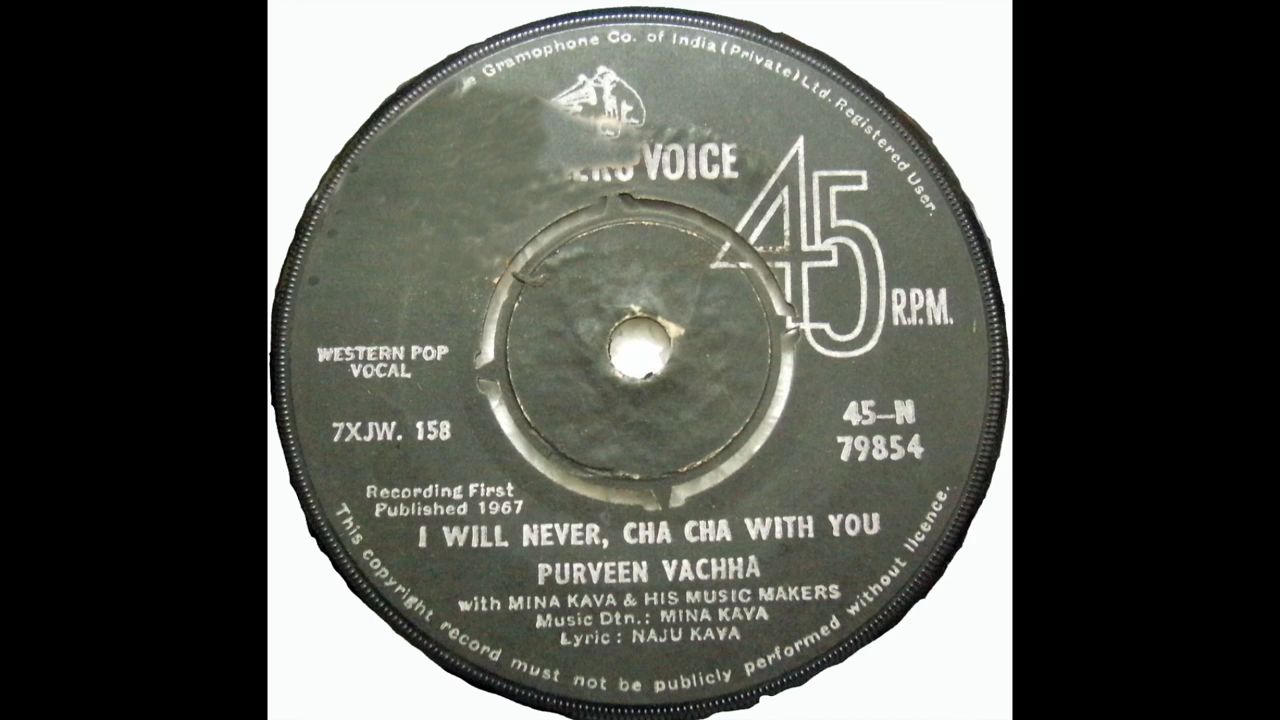 Gramophone Co. of India (Private) Ltd. Registered User.
VOICE
45
R.P.M.
WESTERN POP
VOCAL
7XJW. 158
45–N
79854
Recording First
Published 1967
I WILL NEVER, CHA CHA WITH YOU
PURVEEN VACHHA
with MINA KAVA & HIS MUSIC MAKERS
Music Dtn.: MINA KAVA
Lyric : NAJU KAVA
This copyright record must not be publicly performed without licence.